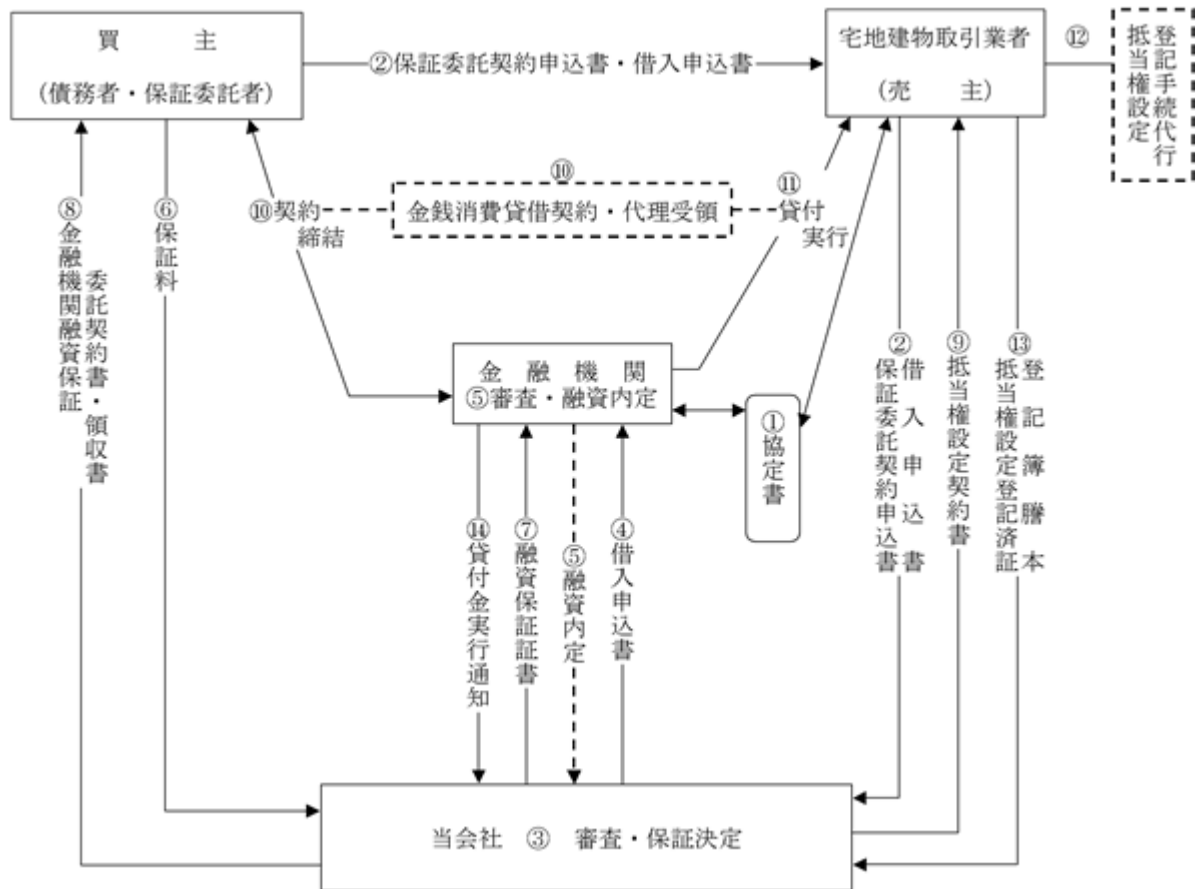 買　　主
(債務者・保証委託者)
②保証委託契約申込書・借入申込書
宅地建物取引業者
(売　　主)
⑫
登記手続代行
抵当権設定
⑧金融機関融資保証
委託契約書・領収書
⑥保証料
⑩契約
締結
⑩
金銭消費貸借契約・代理受領
⑪
貸付
実行
金　融　機　関
⑤審査・融資内定
①協定書
②借入申込書
保証委託契約申込書
⑨抵当権設定契約書
⑬登記簿謄本
抵当権設定登記済証
⑭貸付金実行通知
⑦融資保証証書
⑤融資内定
④借入申込書
当会社　③　審査・保証決定